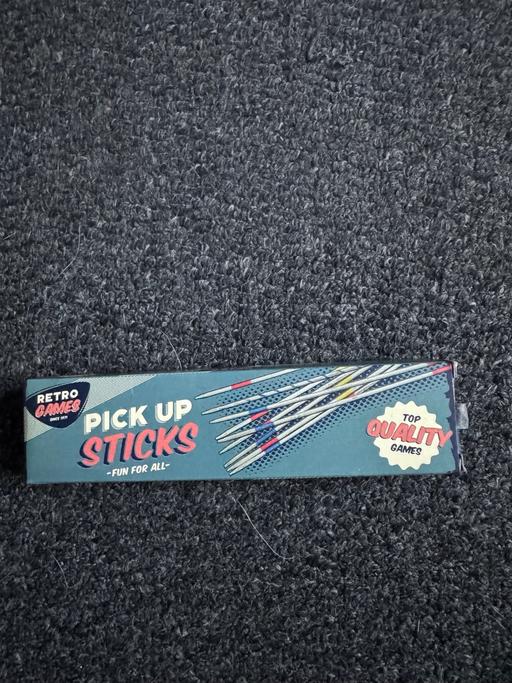 RETRO
GAMES
PICK UP
STICKS
-FUN FOR ALL-
TOP
QUALITY
GAMES